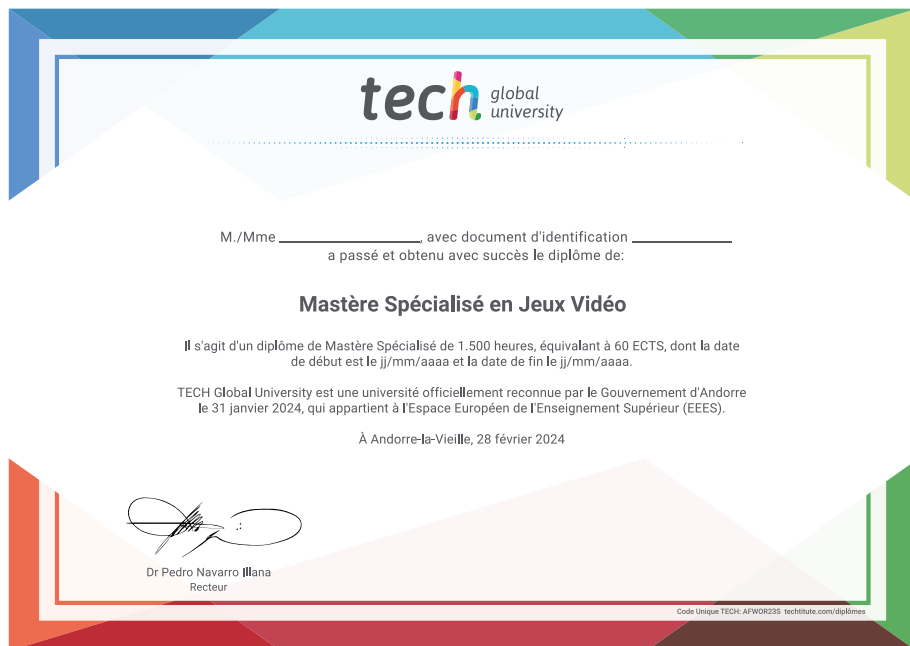 tech global university
M./Mme ____________________, avec document d'identification ______________
a passé et obtenu avec succès le diplôme de:
Mastère Spécialisé en Jeux Vidéo
Il s'agit d'un diplôme de Mastère Spécialisé de 1.500 heures, équivalant à 60 ECTS, dont la date
de début est le jj/mm/aaaa et la date de fin le jj/mm/aaaa.
TECH Global University est une université officiellement reconnue par le Gouvernement d'Andorre
le 31 janvier 2024, qui appartient à l'Espace Européen de l'Enseignement Supérieur (EEES).
À Andorre-la-Vieille, 28 février 2024
Dr Pedro Navarro Illana
Recteur
Code Unique TECH: AFWOR23S techtitute.com/diplômes